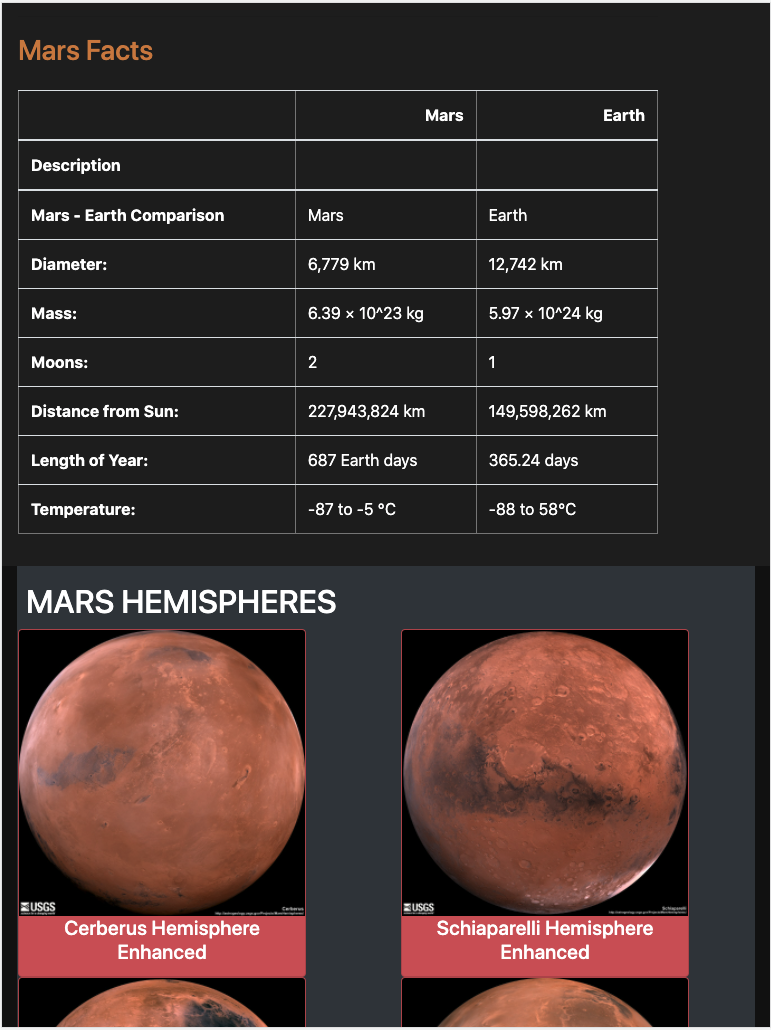 Mars Facts
Mars Earth
Description
Mars - Earth Comparison Mars Earth
Diameter: 6,779 km 12,742 km
Mass: 6.39 × 10^23 kg 5.97 × 10^24 kg
Moons: 2 1
Distance from Sun: 227,943,824 km 149,598,262 km
Length of Year: 687 Earth days 365.24 days
Temperature: -87 to -5 °C -88 to 58°C
MARS HEMISPHERES
USGS Cerberus
USGS Schiaparelli
Cerberus Hemisphere
Enhanced
Schiaparelli Hemisphere
Enhanced